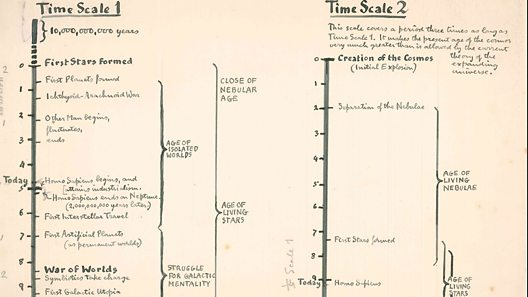 Time Scale 1
10,000,000,000 years
0
First Stars Formed
First Planets formed
1
Ichthyoid-Arachnoid War
2
Other Man begins,
fluctuates,
ends
3
4
Today
5
Homo Sapiens begins, and
attains industrialism.
Homo Sapiens ends on Neptune.
(2,000,000,000 years later)
6
First Interstellar Travel
7
First Artificial Planets
(as permanent worlds)
8
War of Worlds
Symbiotics take charge
9
First Galactic Utopia
AGE OF
ISOLATED
WORLDS
STRUGGLE
FOR GALACTIC
MENTALITY
CLOSE OF
NEBULAR
AGE
AGE OF
LIVING
STARS
Time Scale 2
This scale covers a period three times as long as
Time Scale 1. It makes the present age of the cosmos
very much greater than is allowed by the current
theory of the
expanding
universe.
0
Creation of the Cosmos
(Initial Explosion)
1
2
Separation of the Nebulae
3
4
5
6
7
First Stars formed
8
9
Today
Homo Sapiens
AGE OF
LIVING
NEBULAE
AGE OF
LIVING
STARS
Time Scale 1